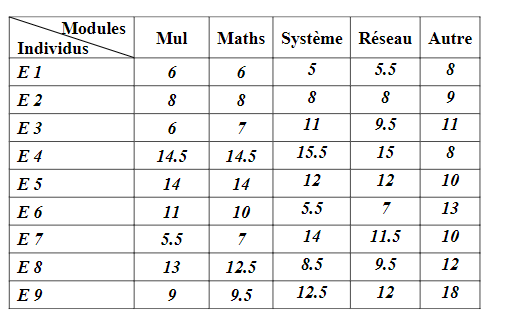 Modules
Individus Mul Maths Système Réseau Autre
E 1 6 6 5 5.5 8
E 2 8 8 8 8 9
E 3 6 7 11 9.5 11
E 4 14.5 14.5 15.5 15 8
E 5 14 14 12 12 10
E 6 11 10 5.5 7 13
E 7 5.5 7 14 11.5 10
E 8 13 12.5 8.5 9.5 12
E 9 9 9.5 12.5 12 18